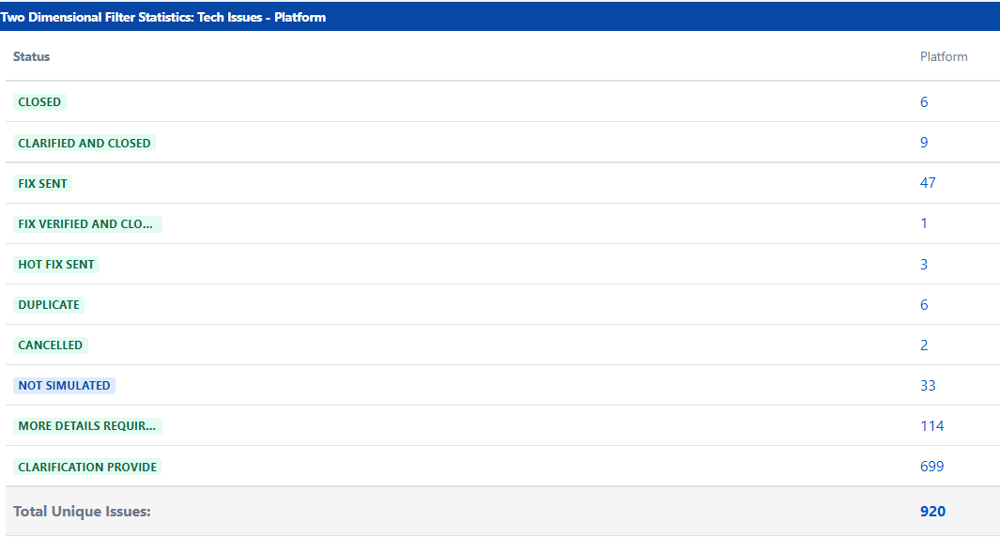 Two Dimensional Filter Statistics: Tech Issues - Platform
Status Platform
CLOSED 6
CLARIFIED AND CLOSED 9
FIX SENT 47
FIX VERIFIED AND CLO... 1
HOT FIX SENT 3
DUPLICATE 6
CANCELLED 2
NOT SIMULATED 33
MORE DETAILS REQUIR... 114
CLARIFICATION PROVIDE 699
Total Unique Issues: 920